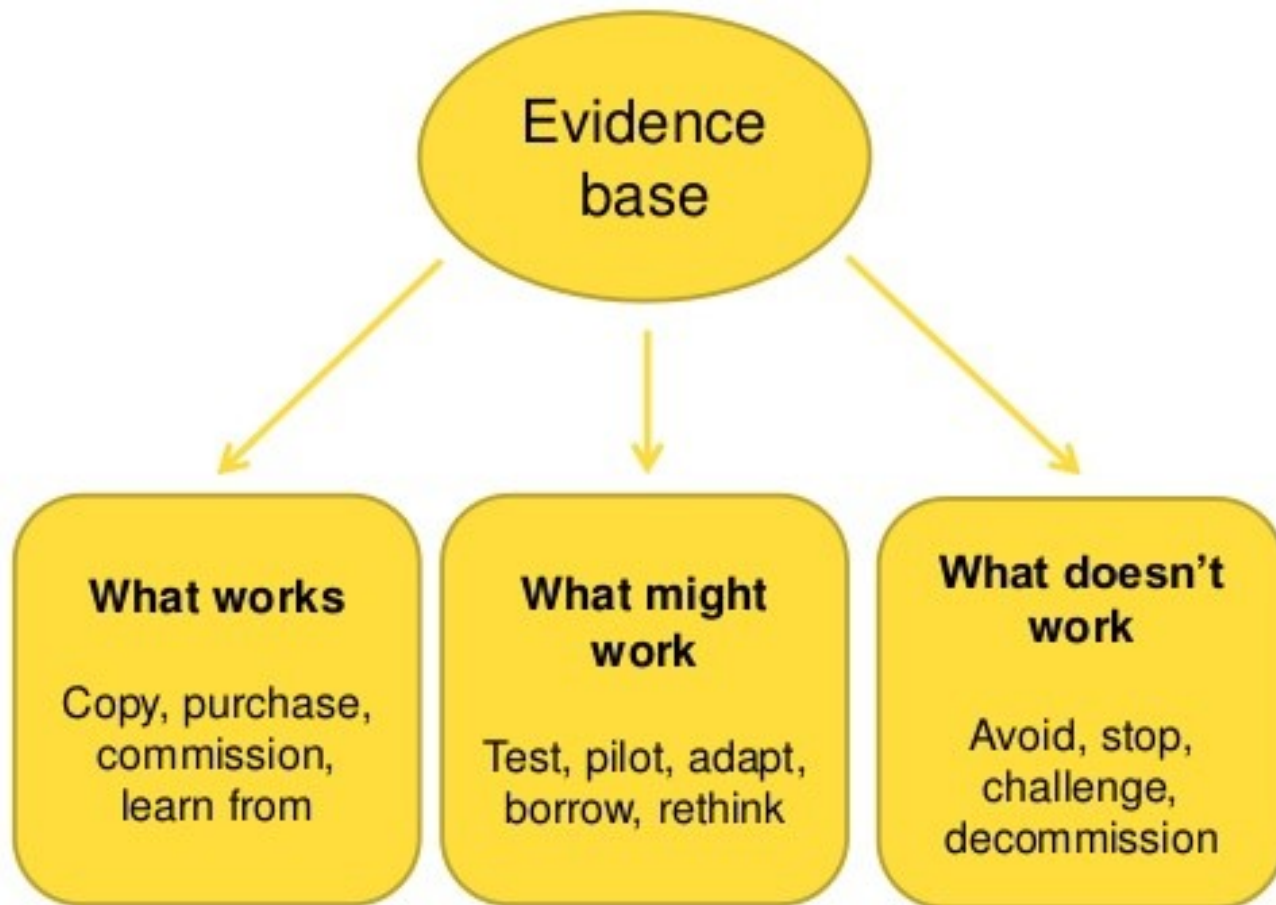 Evidence
base
What works
Copy, purchase,
commission,
learn from
What might
work
Test, pilot, adapt,
borrow, rethink
What doesn’t
work
Avoid, stop,
challenge,
decommission